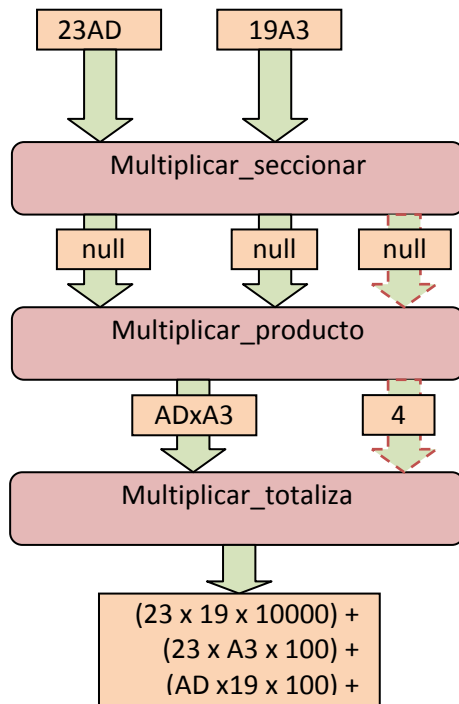 23AD 19A3
Multiplicar_seccionar
null null null
Multiplicar_producto
ADxA3 4
Multiplicar_totaliza
(23 x 19 x 10000) +
(23 x A3 x 100) +
(AD x19 x 100) +